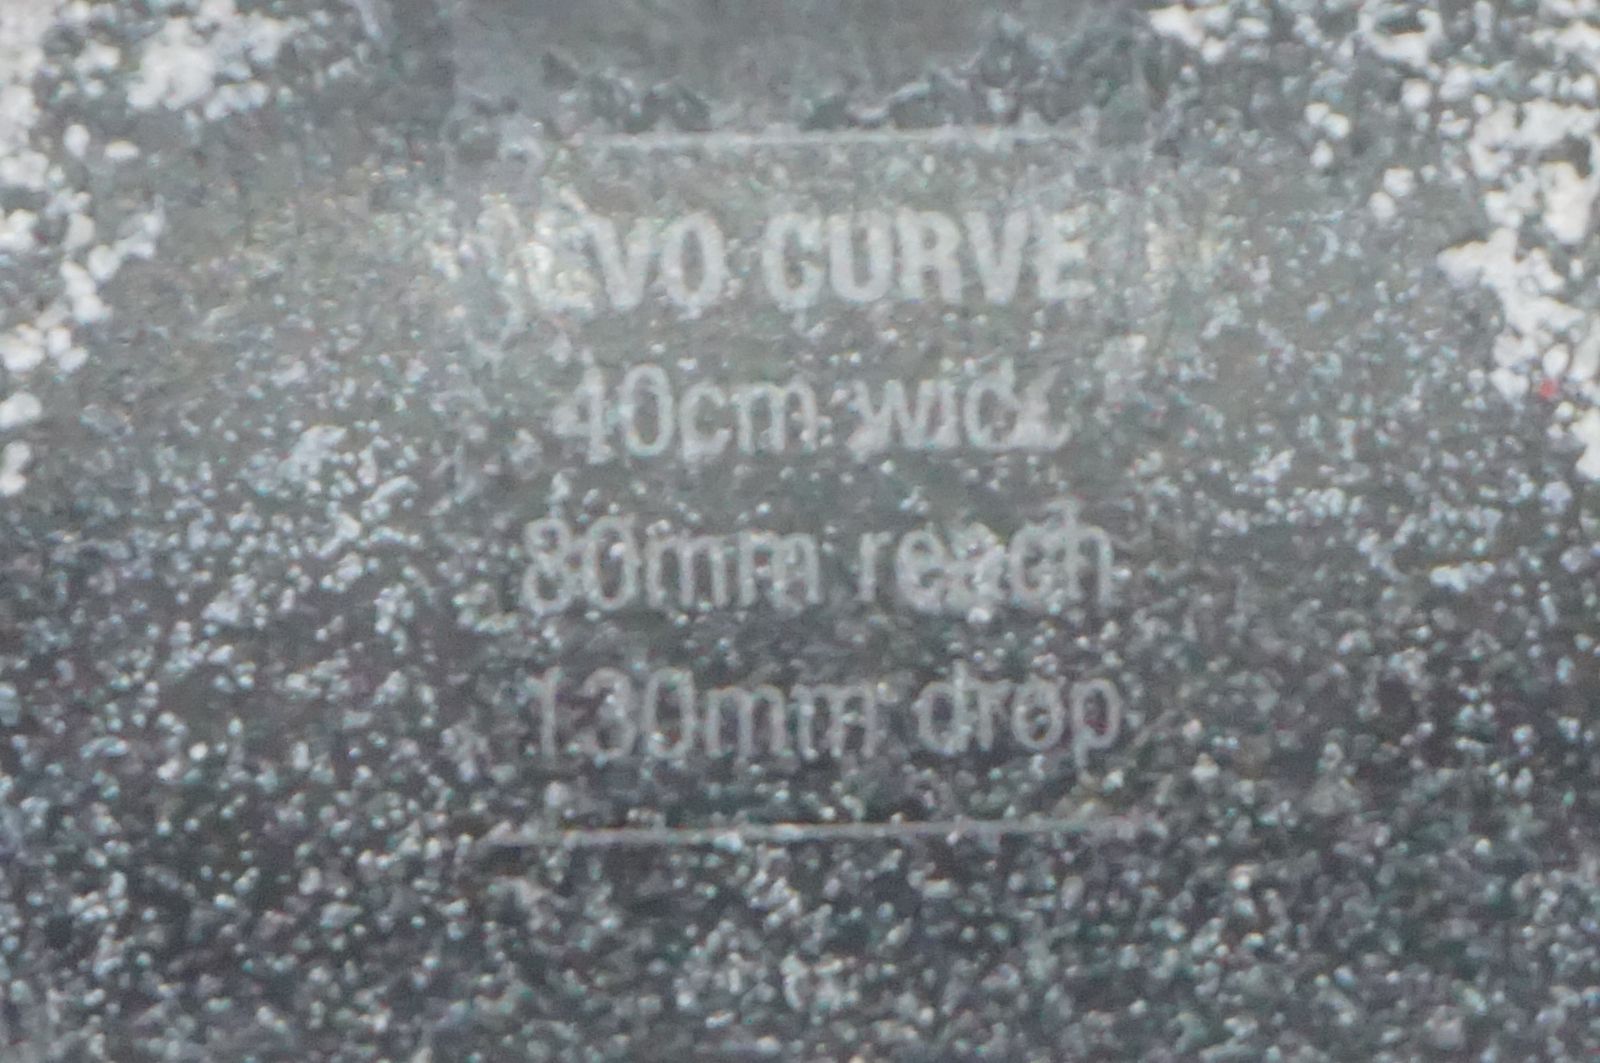 EVO CURVE
40cm wide
80mm reach
130mm drop